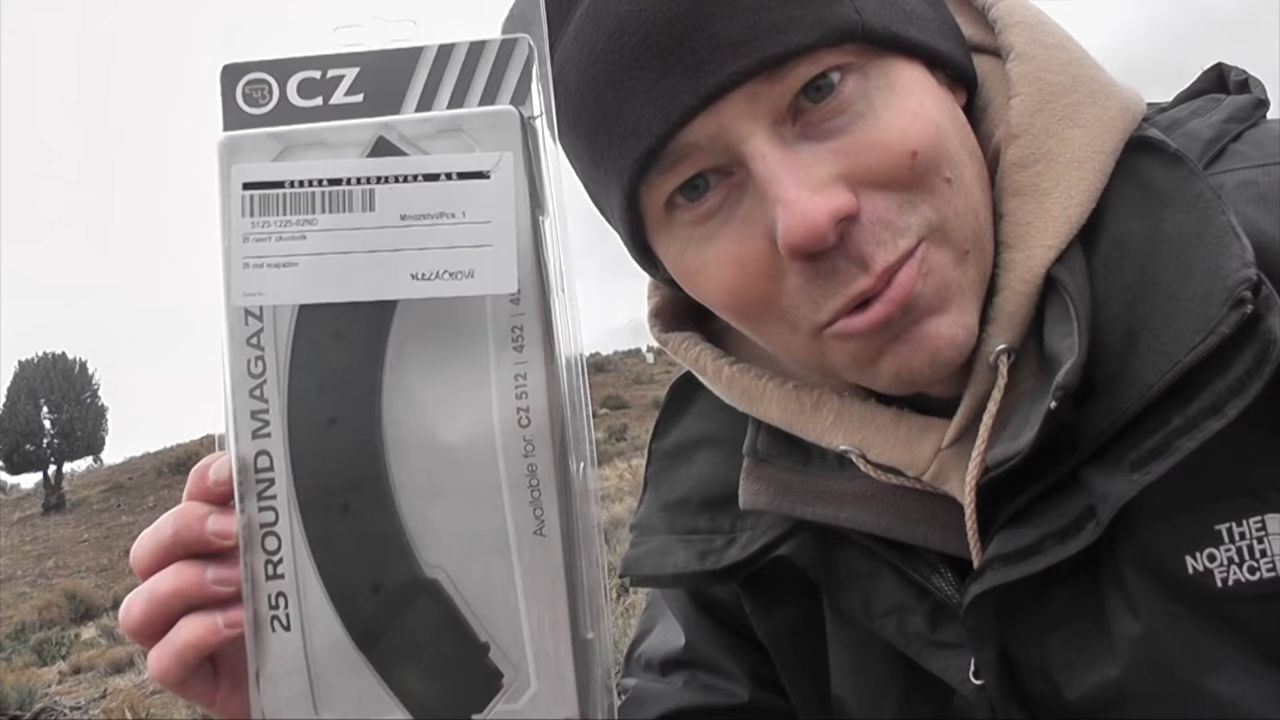 CZ
ČESKÁ ZBROJOVKA A.S.
5123-1225-02ND
Mnozstvi/Pcs: 1
25 rnd magazine
25 ROUND MAGAZ
Available for: CZ 512 | 452 | 4
THE
NORTH
FACE